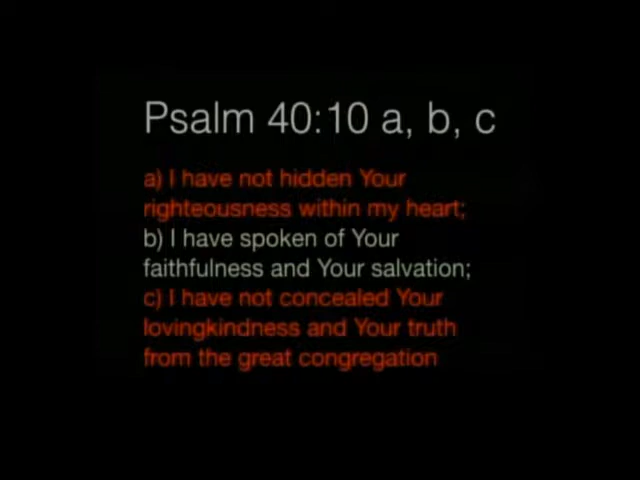 Psalm 40:10 a, b, c
a) I have not hidden Your
righteousness within my heart;
b) I have spoken of Your
faithfulness and Your salvation;
c) I have not concealed Your
lovingkindness and Your truth
from the great congregation